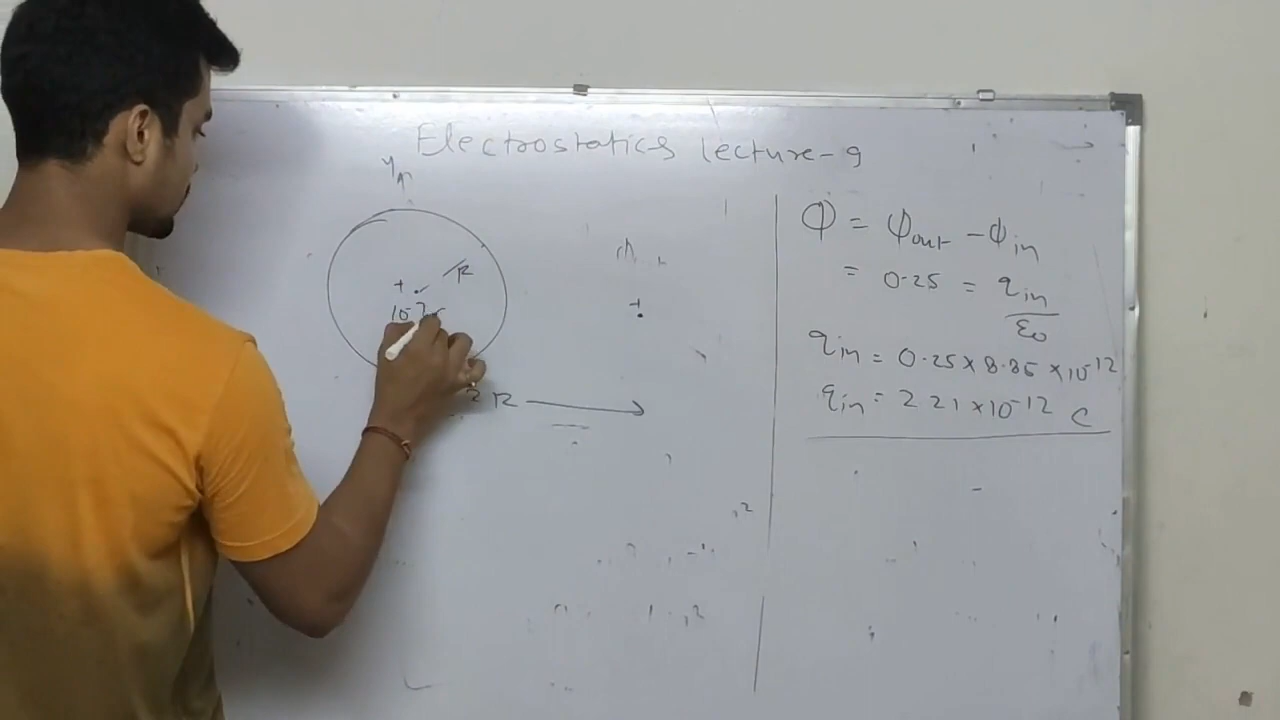 Electrostatics lecture-9
y
R
+
+
2 R
ϕ = ϕout - ϕin
= 0.25 = qin/ε0
qin = 0.25 × 8.85 × 10-12
qin = 2.21 × 10-12 C